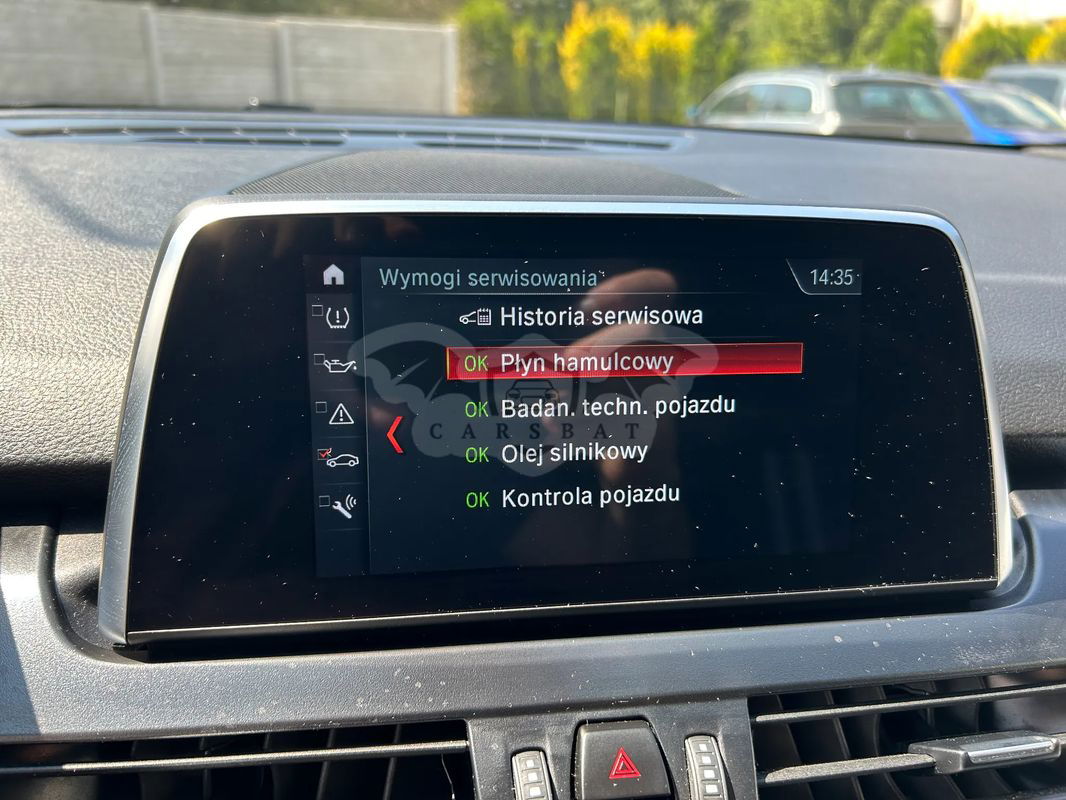 Wymogi serwisowania
14:35
Historia serwisowa
OK Płyn hamulcowy
OK Badan. techn. pojazdu
CARSBAT
OK Olej silnikowy
OK Kontrola pojazdu